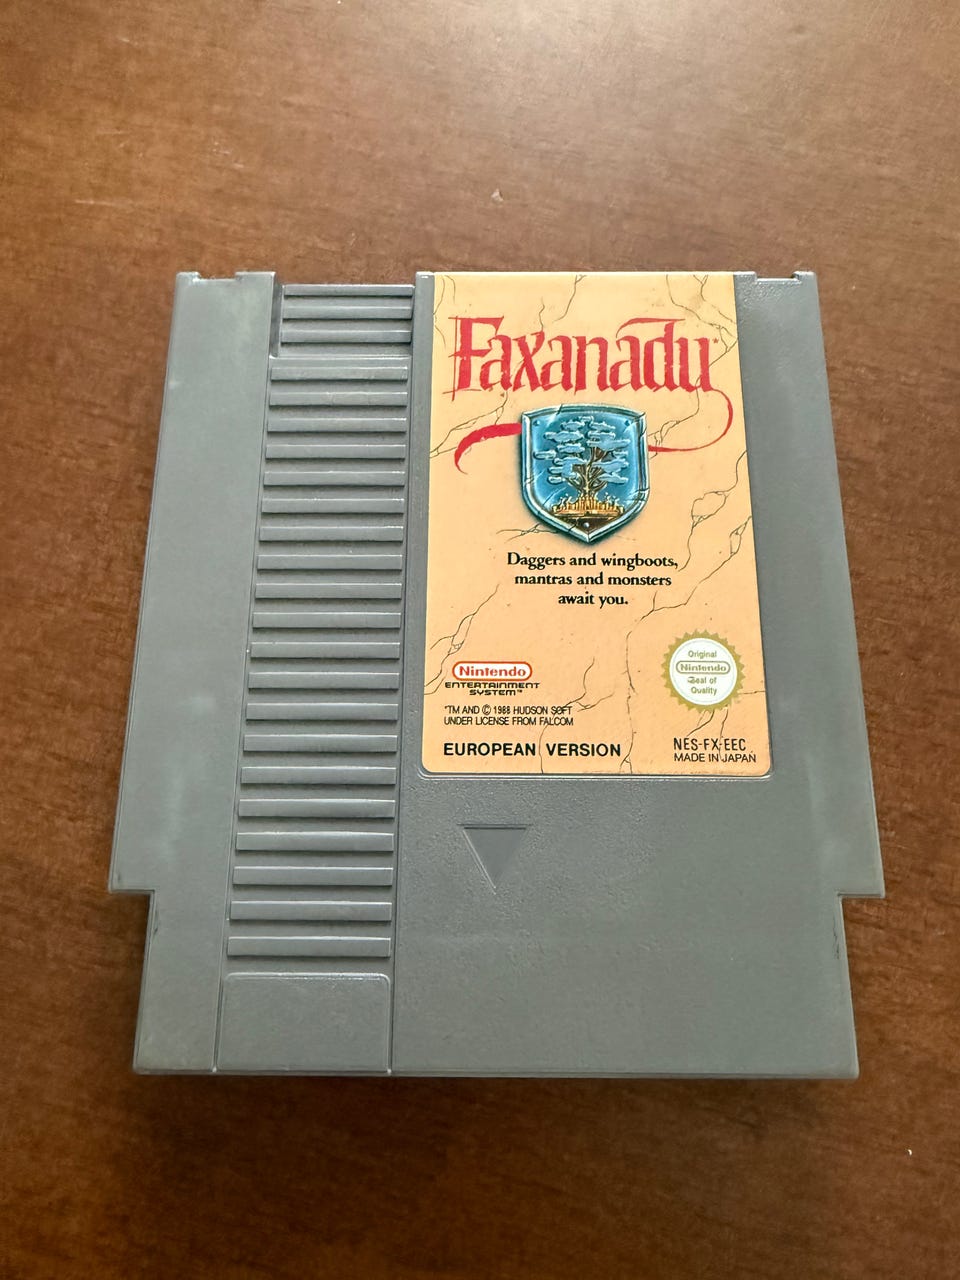 Faxanadu
Daggers and wingboots,
mantras and monsters
await you.
Nintendo
ENTERTAINMENT
SYSTEM™
Original
Nintendo
Seal of
Quality
™ AND © 1988 HUDSON SOFT
UNDER LICENSE FROM FALCOM
EUROPEAN VERSION
NES-FX-EEC
MADE IN JAPAN